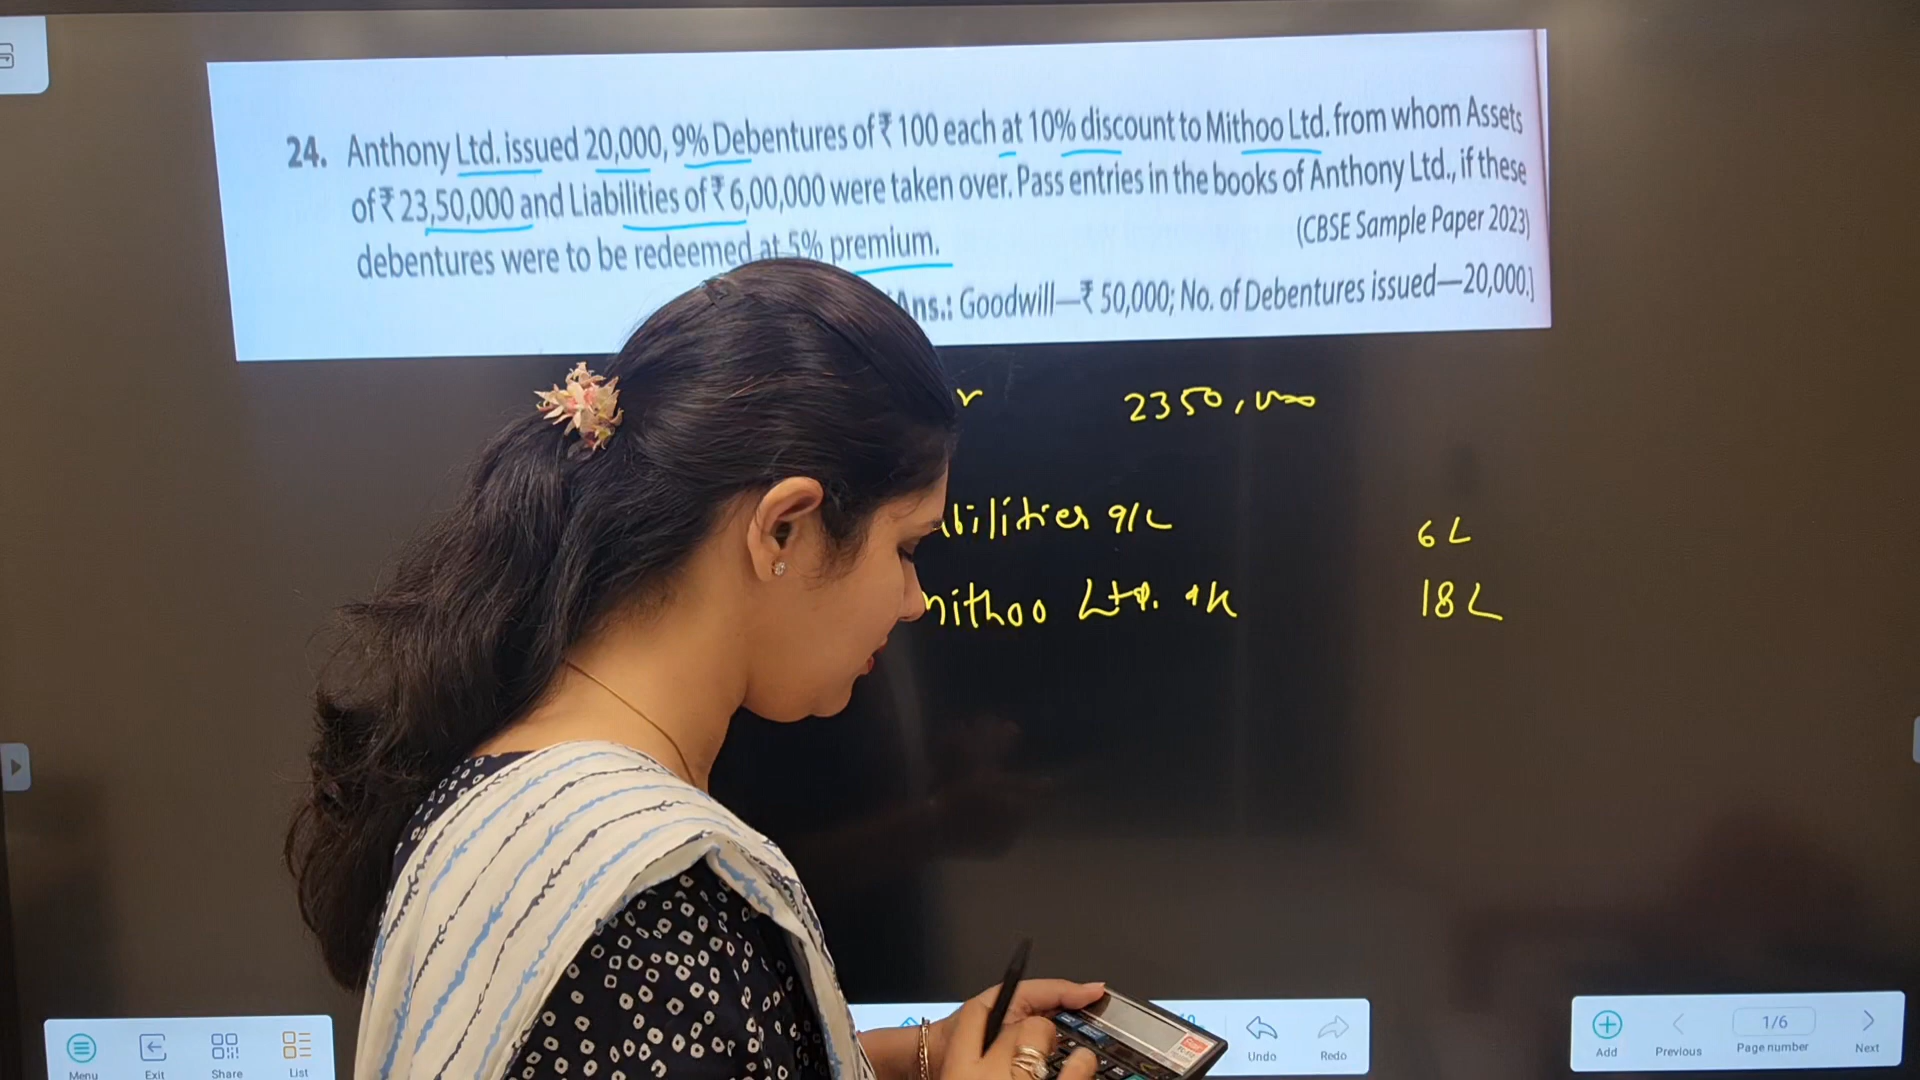 24. Anthony Ltd. issued 20,000, 9% Debentures of ₹ 100 each at 10% discount to Mithoo Ltd. from whom Assets
of ₹ 23,50,000 and Liabilities of ₹ 6,00,000 were taken over. Pass entries in the books of Anthony Ltd., if these
debentures were to be redeemed at 5% premium.
(CBSE Sample Paper 2023)
Ans.: Goodwill—₹ 50,000; No. of Debentures issued—20,000.]
r 2350,000
abilities a/c 6 L
mithoo Ltd. a/c 18 L
Menu Exit Share List Undo Redo Add Previous 1/6 Page number Next